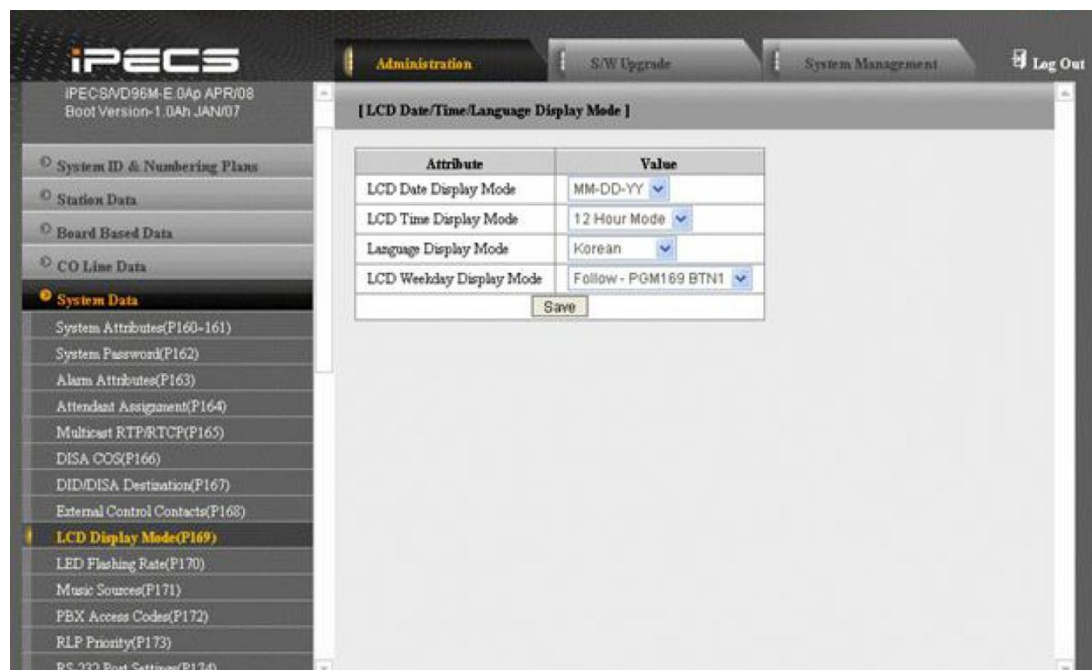 iPECS
Administration
S/W Upgrade
System Management
Log Out
iPECS/VD96M-E.0Ap APR/08
Boot Version-1.0Ah JAN/07
[ LCD Date/Time/Language Display Mode ]
Attribute Value
LCD Date Display Mode MM-DD-YY
LCD Time Display Mode 12 Hour Mode
Language Display Mode Korean
LCD Weekday Display Mode Follow - PGM169 BTN1
Save
System ID & Numbering Plans
Station Data
Board Based Data
CO Line Data
System Data
System Attributes(P160~161)
System Password(P162)
Alarm Attributes(P163)
Attendant Assignment(P164)
Multicast RTP/RTCP(P165)
DISA COS(P166)
DID/DISA Destination(P167)
External Control Contacts(P168)
LCD Display Mode(P169)
LED Flashing Rate(P170)
Music Sources(P171)
PBX Access Codes(P172)
RLP Priority(P173)
RS-232 Port Settings(P174)